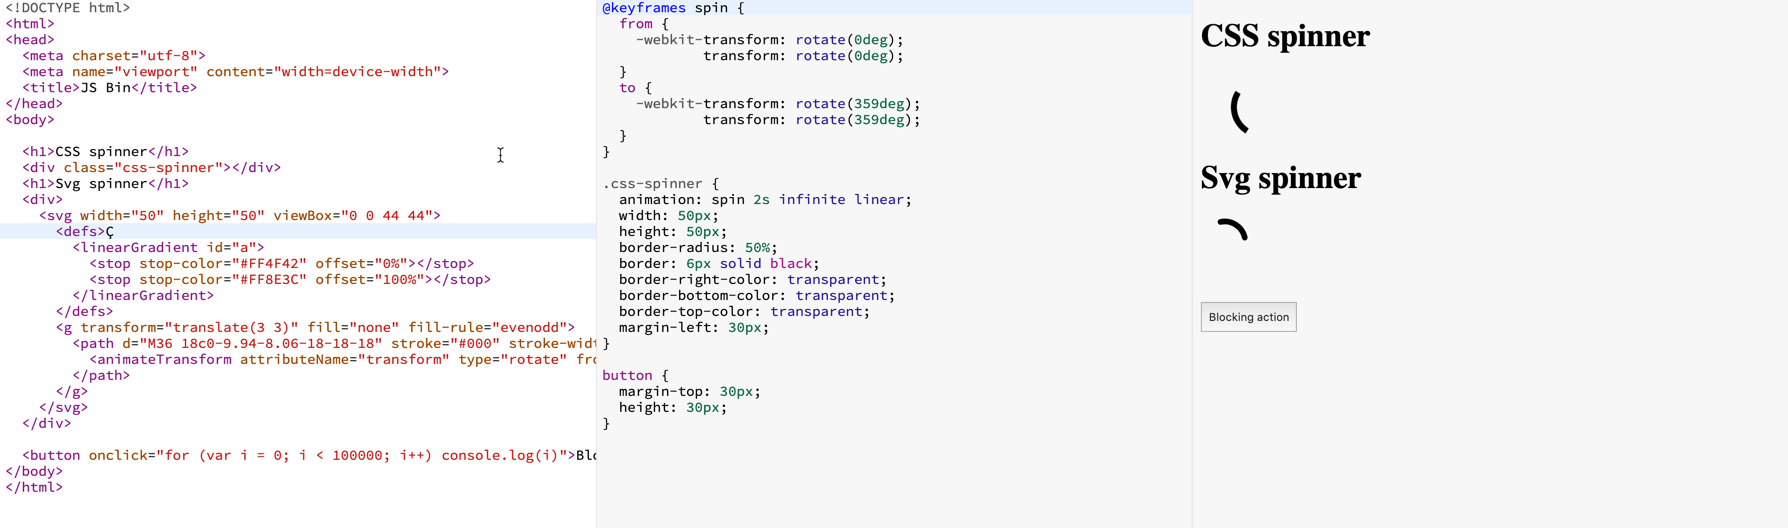 <!DOCTYPE html>
<html>
<head>
  <meta charset="utf-8">
  <meta name="viewport" content="width=device-width">
  <title>JS Bin</title>
</head>
<body>

  <h1>CSS spinner</h1>
  <div class="css-spinner"></div>
  <h1>Svg spinner</h1>
  <div>
    <svg width="50" height="50" viewBox="0 0 44 44">
      <defs>Ç
        <linearGradient id="a">
          <stop stop-color="#FF4F42" offset="0%"></stop>
          <stop stop-color="#FF8E3C" offset="100%"></stop>
        </linearGradient>
      </defs>
      <g transform="translate(3 3)" fill="none" fill-rule="evenodd">
        <path d="M36 18c0-9.94-8.06-18-18-18" stroke="#000" stroke-widt
          <animateTransform attributeName="transform" type="rotate" fro
        </path>
      </g>
    </svg>
  </div>

  <button onclick="for (var i = 0; i < 100000; i++) console.log(i)">Blo
</body>
</html>
@keyframes spin {
  from {
    -webkit-transform: rotate(0deg);
            transform: rotate(0deg);
  }
  to {
    -webkit-transform: rotate(359deg);
            transform: rotate(359deg);
  }
}

.css-spinner {
  animation: spin 2s infinite linear;
  width: 50px;
  height: 50px;
  border-radius: 50%;
  border: 6px solid black;
  border-right-color: transparent;
  border-bottom-color: transparent;
  border-top-color: transparent;
  margin-left: 30px;
}

button {
  margin-top: 30px;
  height: 30px;
}
CSS spinner
Svg spinner
Blocking action